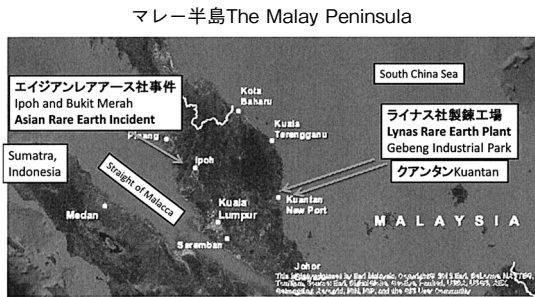 マレー半島The Malay Peninsula
エイジアンレアアース社事件
Ipoh and Bukit Merah
Asian Rare Earth Incident
South China Sea
Kota
Baharu
ライナス社製錬工場
Lynas Rare Earth Plant
Gebeng Industrial Park
Kuala
Terengganu
Pinang
Sumatra,
Indonesia
Ipoh
クアンタンKuantan
Straight of Malacca
Kuantan
New Port
Medan
Kuala
Lumpur
MALAYSIA
Seremban
Johor